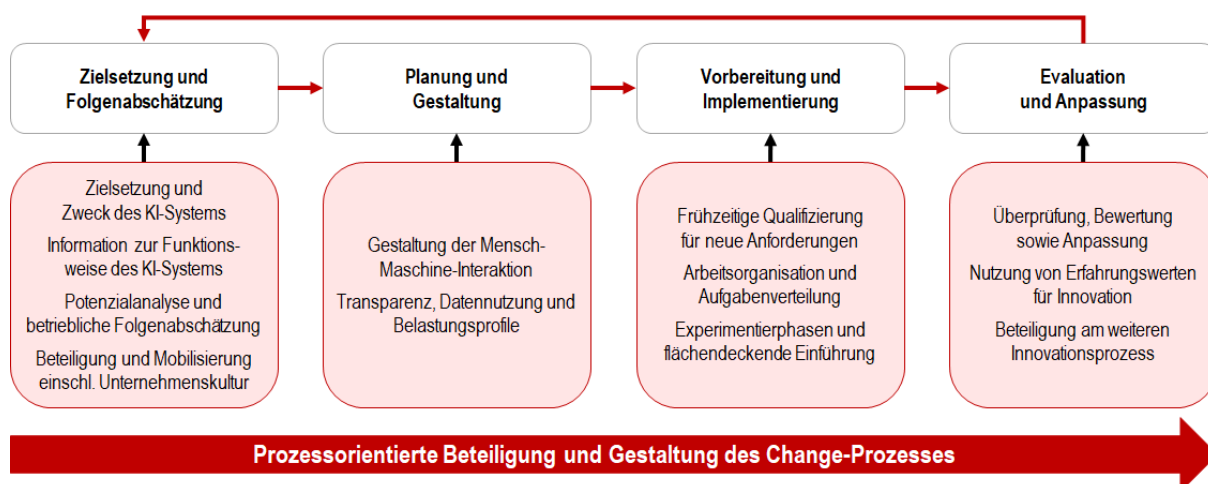 Zielsetzung und
Folgenabschätzung
Planung und
Gestaltung
Vorbereitung und
Implementierung
Evaluation
und Anpassung
Zielsetzung und
Zweck des KI-Systems
Information zur Funktions-
weise des KI-Systems
Potenzialanalyse und
betriebliche Folgenabschätzung
Beteiligung und Mobilisierung
einschl. Unternehmenskultur
Gestaltung der Mensch-
Maschine-Interaktion
Transparenz, Datennutzung und
Belastungsprofile
Frühzeitige Qualifizierung
für neue Anforderungen
Arbeitsorganisation und
Aufgabenverteilung
Experimentierphasen und
flächendeckende Einführung
Überprüfung, Bewertung
sowie Anpassung
Nutzung von Erfahrungswerten
für Innovation
Beteiligung am weiteren
Innovationsprozess
Prozessorientierte Beteiligung und Gestaltung des Change-Prozesses